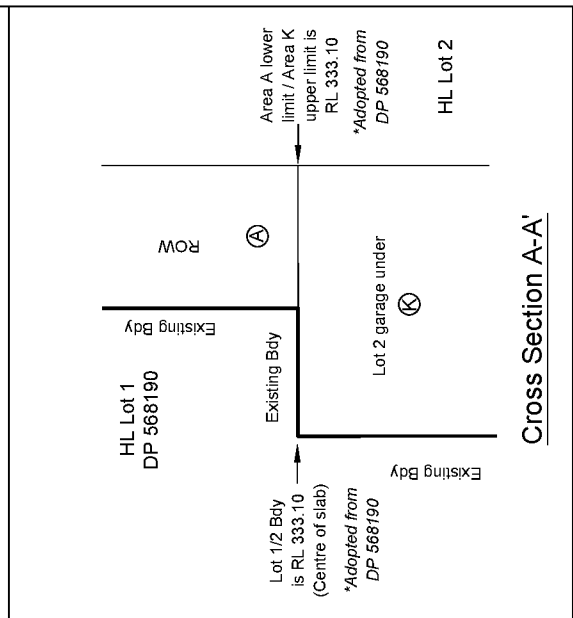 HL Lot 1
DP 568190
Existing Bdy
ROW
A
Area A lower
limit / Area K
upper limit is
RL 333.10
*Adopted from
DP 568190
HL Lot 2
Existing Bdy
Lot 1/2 Bdy
is RL 333.10
(Centre of slab)
*Adopted from
DP 568190
Existing Bdy
Lot 2 garage under
K
Cross Section A-A'